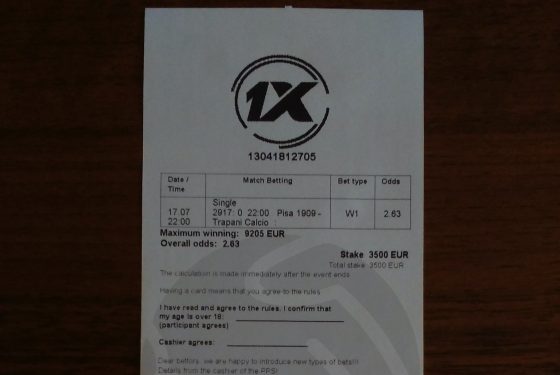 1X
13041812705
Date / Match Betting Bet type Odds
Time
Single
17.07 2917: 0 22:00 Pisa 1909 - W1 2.63
22:00 Trapani Calcio :
Maximum winning: 9205 EUR
Overall odds: 2.63
Stake 3500 EUR
Total stake 3500 EUR
The calculation is made immediately after the event ends
Having a card means that you agree to the rules
I have read and agree to the rules. I confirm that
my age is over 18:
(participant agrees)
Cashier agrees:
Dear bettors, we are happy to introduce new types of bets!!!
Details from the cashier of the PPS!